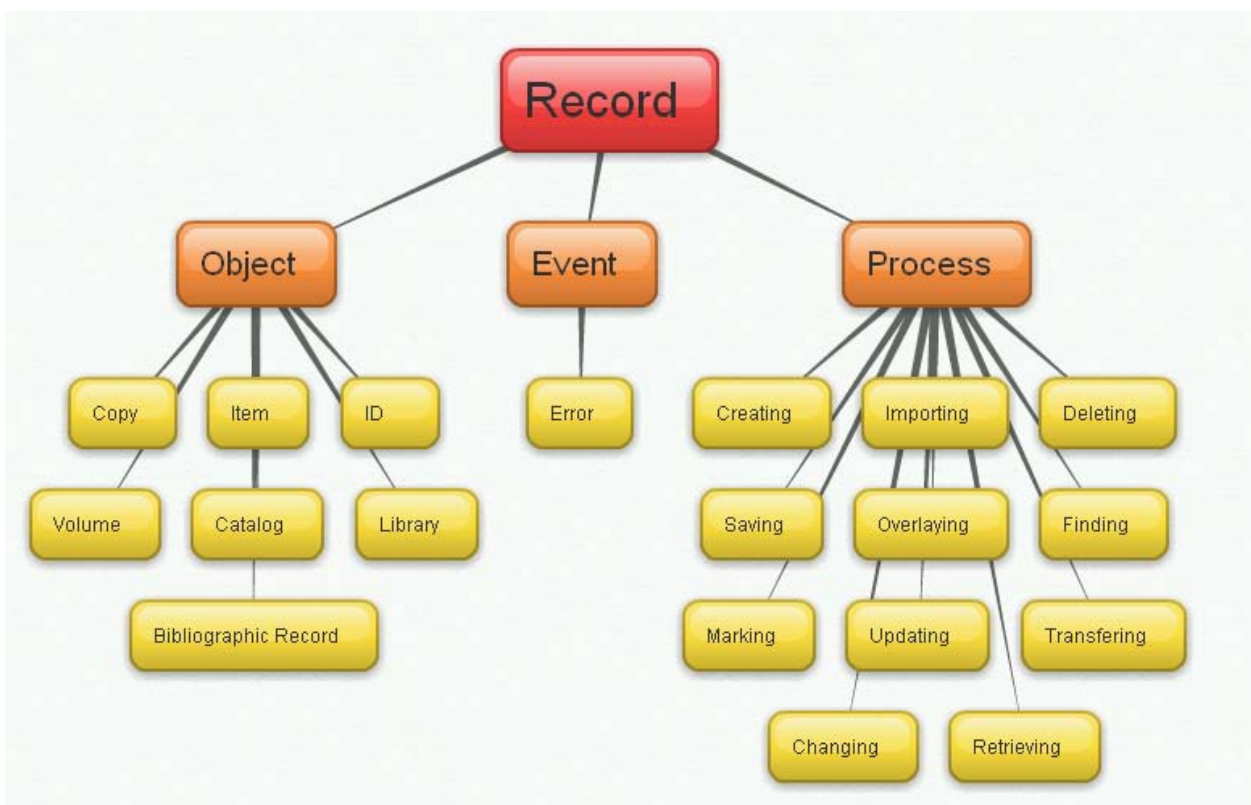 Record
Object
Event
Process
Copy
Item
ID
Error
Creating
Importing
Deleting
Volume
Catalog
Library
Saving
Overlaying
Finding
Bibliographic Record
Marking
Updating
Transfering
Changing
Retrieving